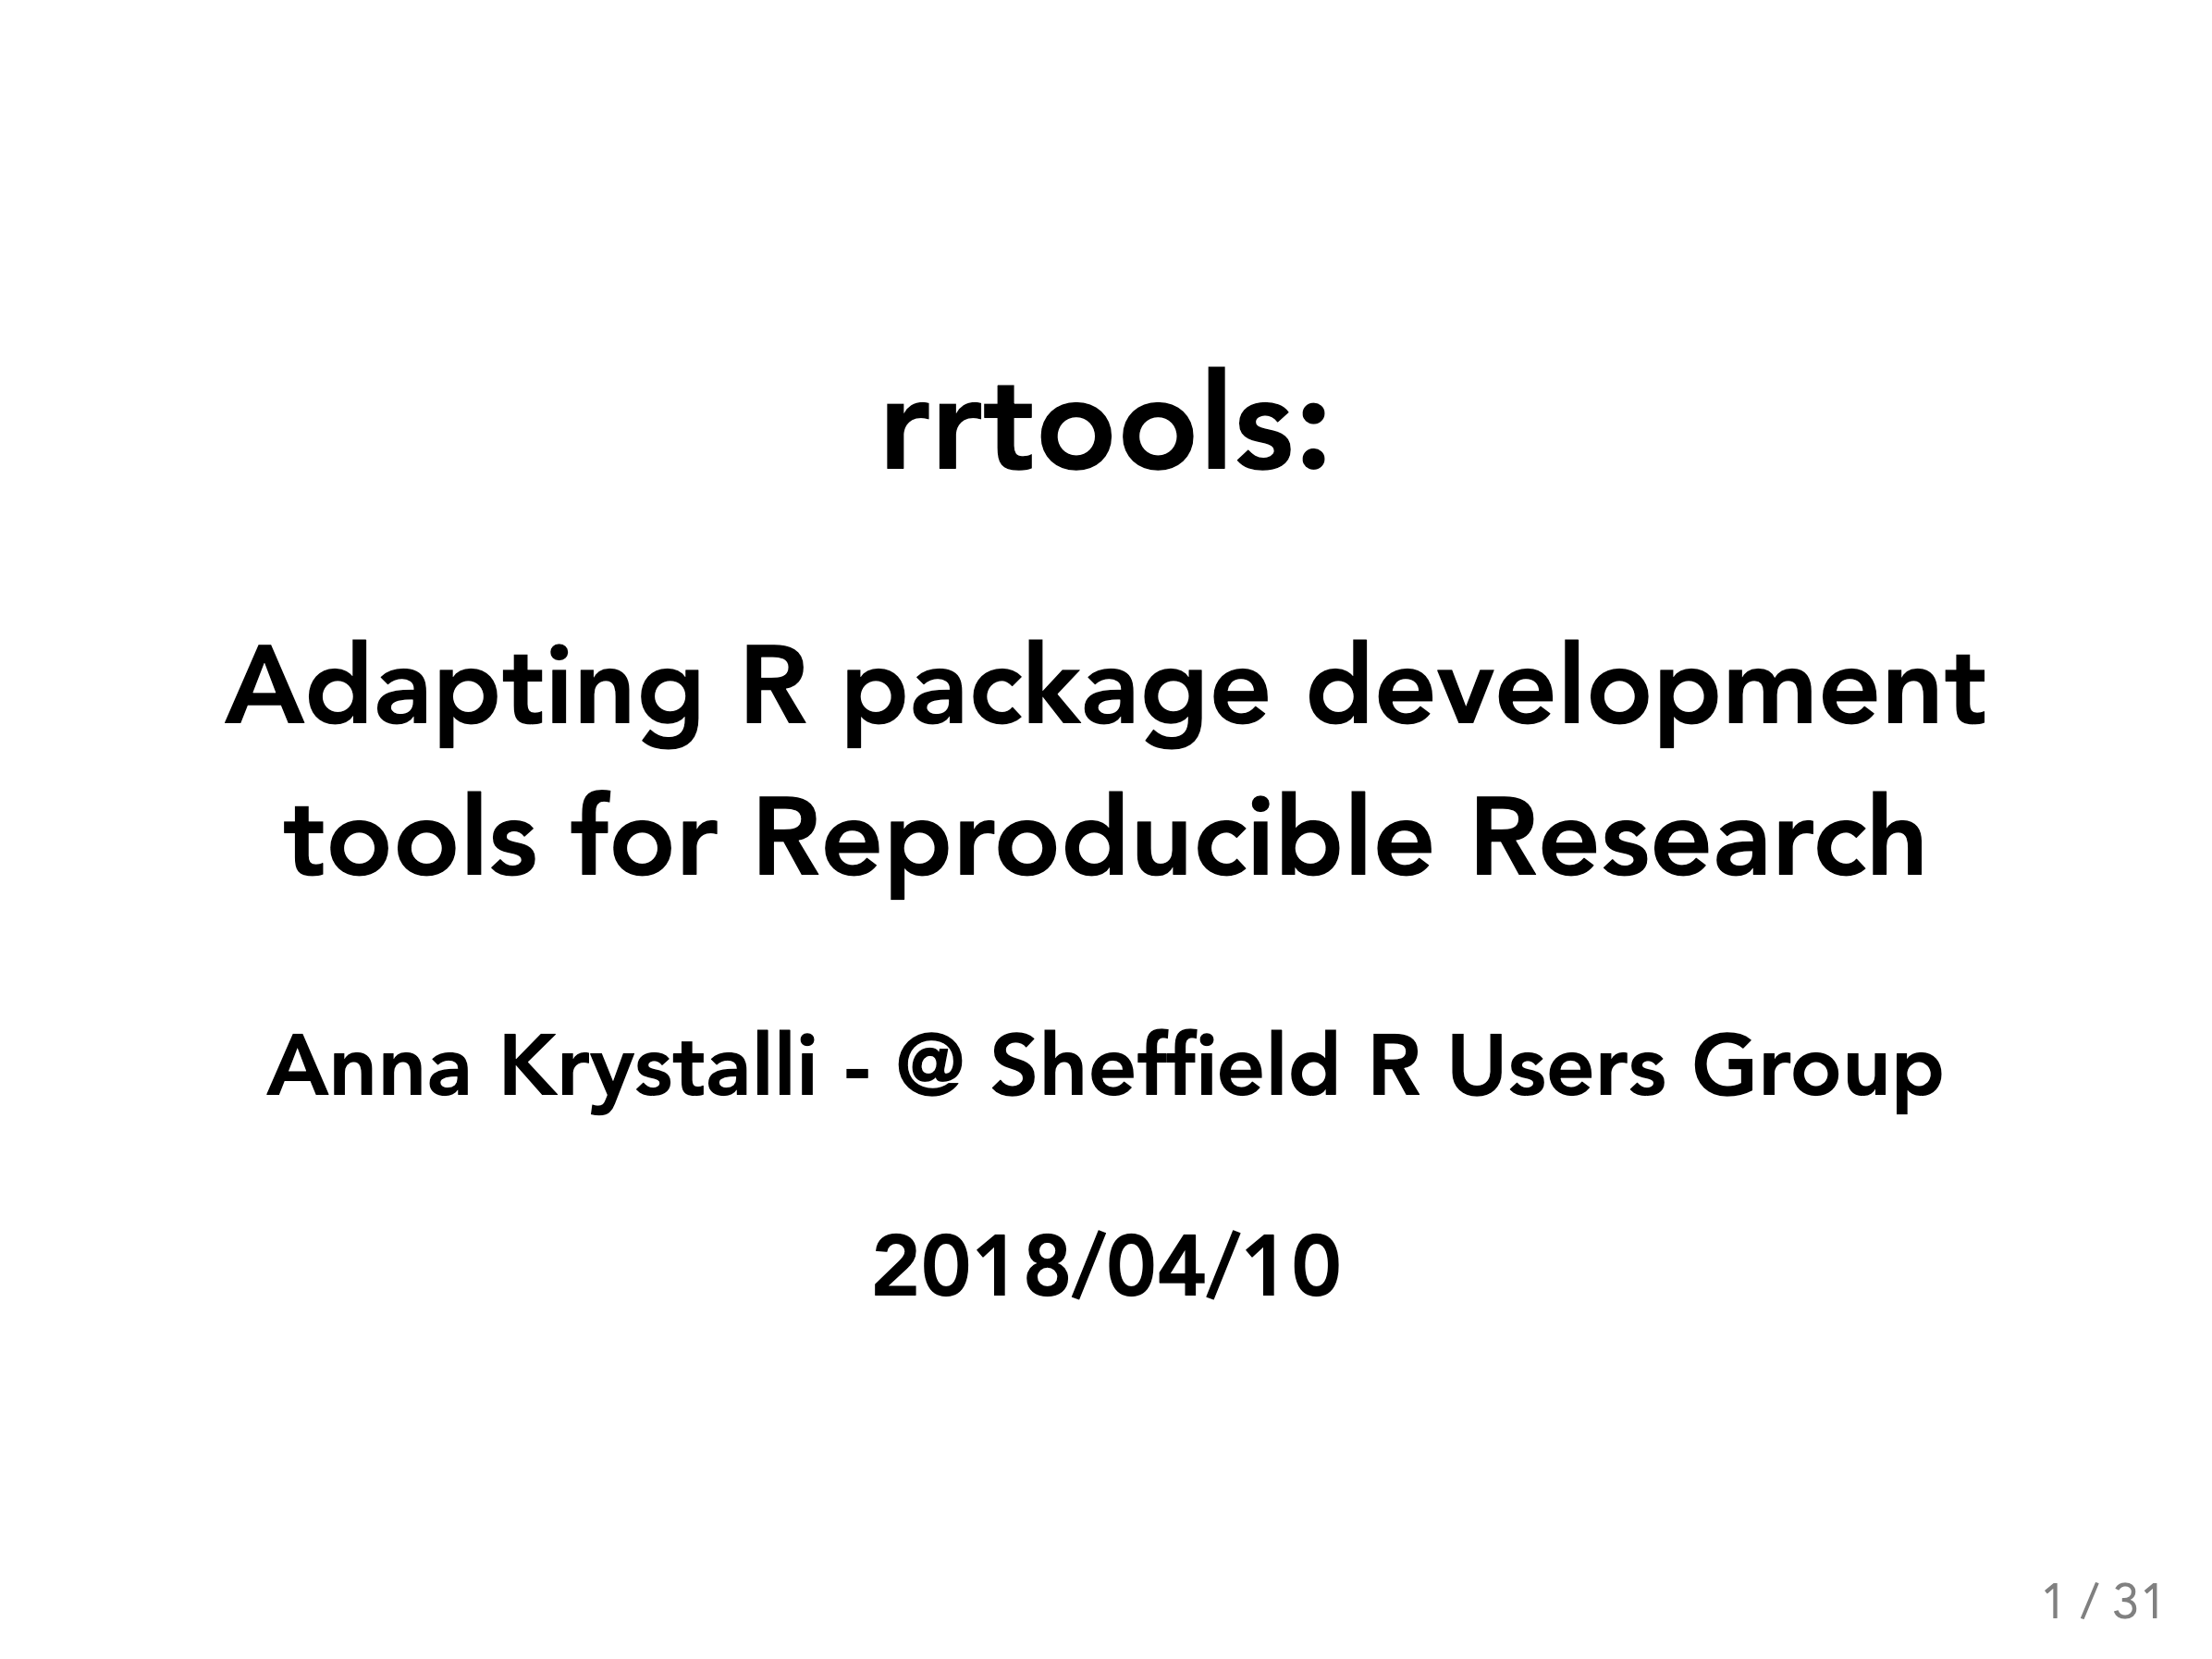 rrtools:
Adapting R package development
tools for Reproducible Research
Anna Krystalli - @ Sheffield R Users Group
2018/04/10
1 / 31